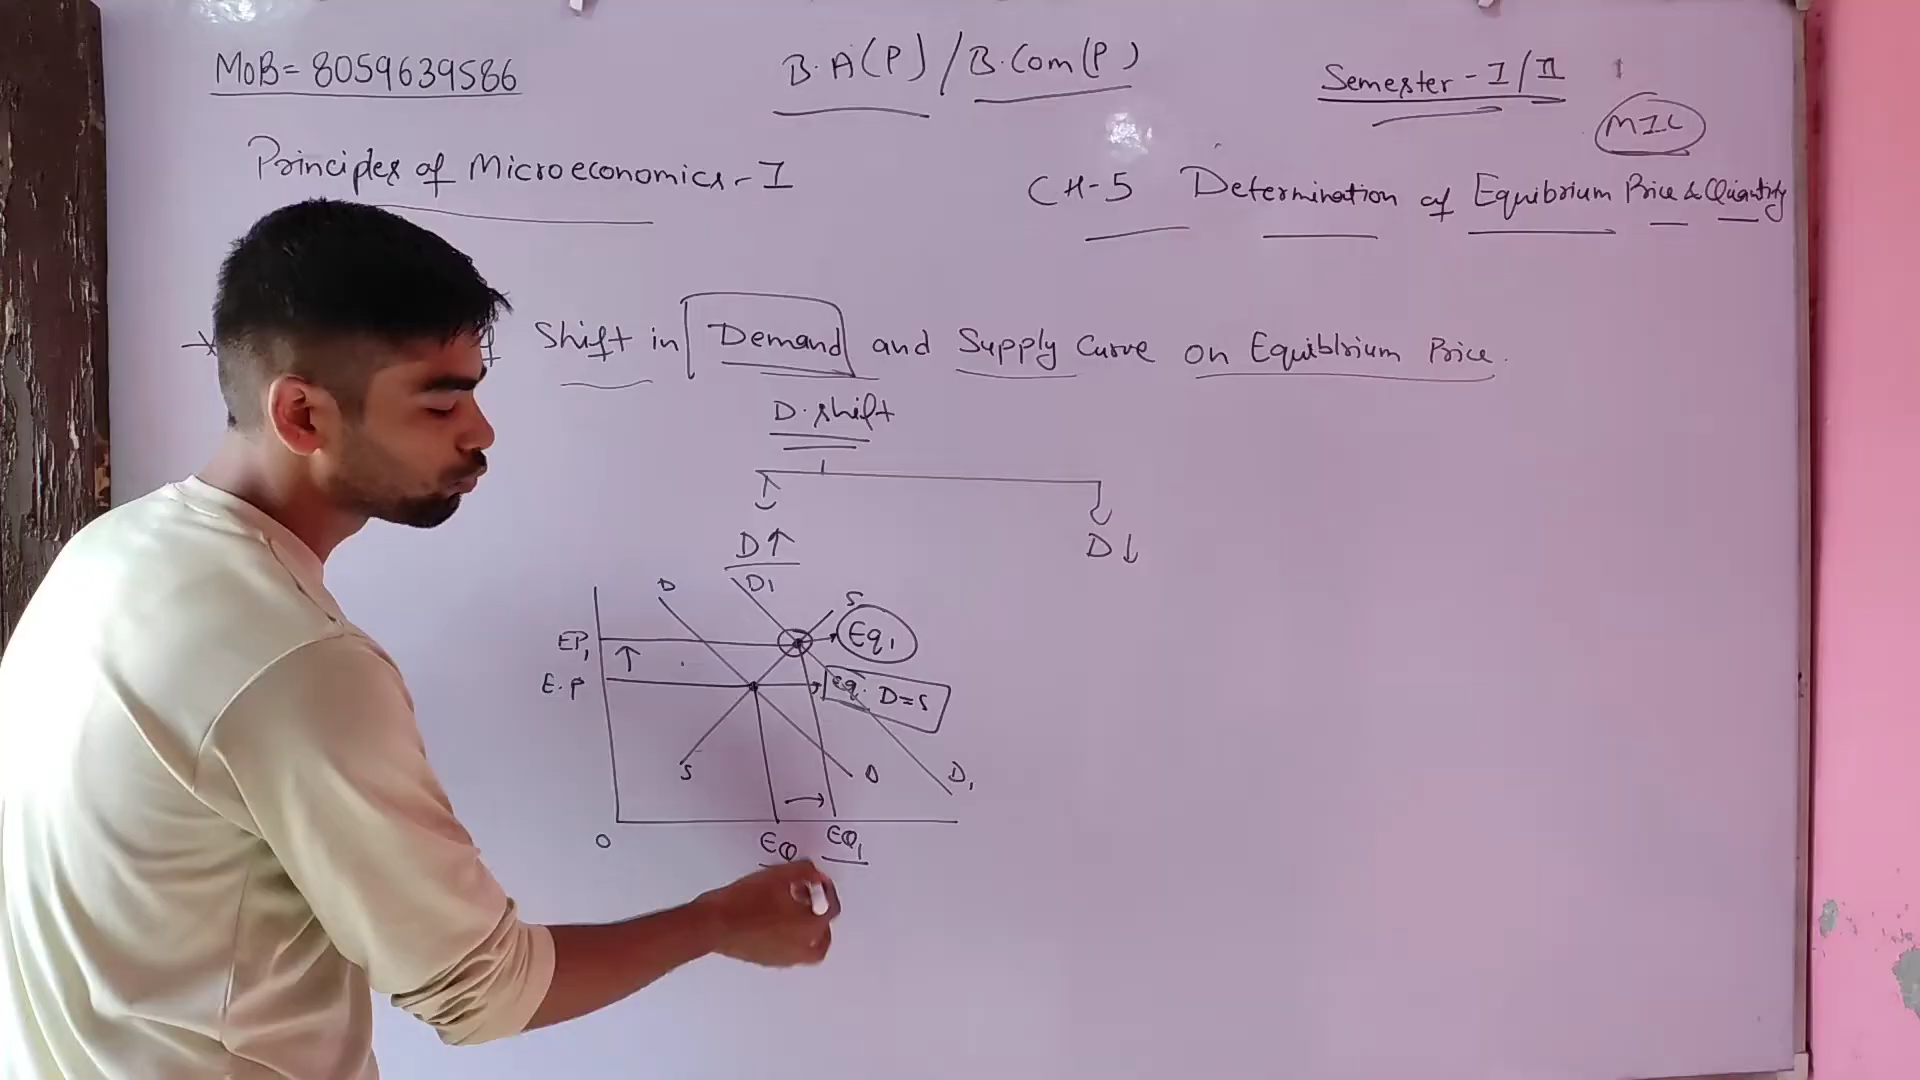 MOB = 8059639586
B.A(P) / B.Com(P)
Semester - I/II
MIC
Principles of Microeconomics - I
CH-5 Determination of Equibrium Price & Quantity
Shift in Demand and Supply Curve on Equiblrium Price.
D. shift
D↑
D↓
D
D1
S
EP1
↑
Eq1
E.P
eq. D=S
S
D
D1
→
O
EQ
EQ1